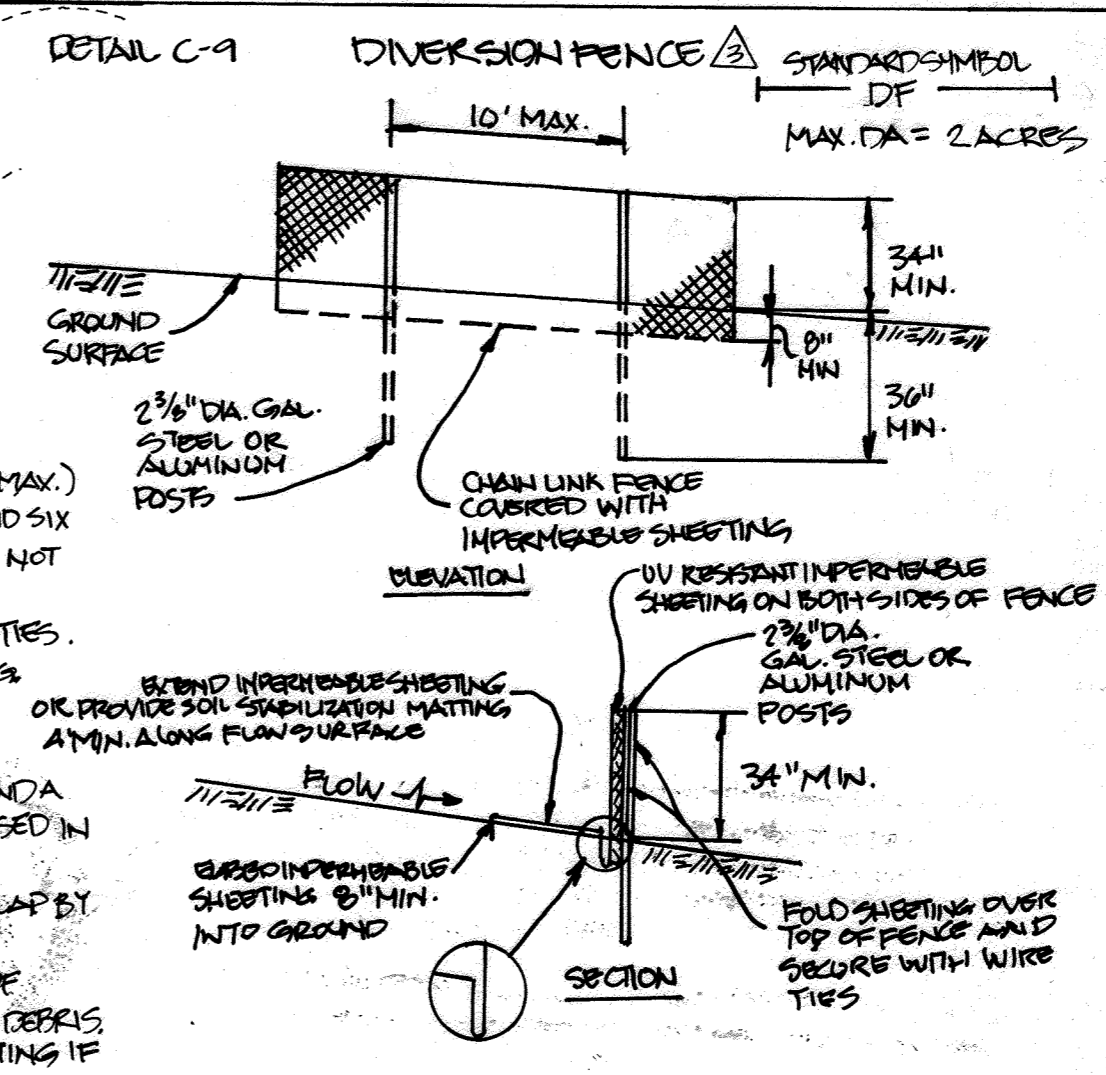 DETAIL C-9
DIVERSION FENCE 3
STANDARD SYMBOL
DF
MAX. DA = 2 ACRES
10' MAX.
34"
MIN.
8"
MIN
36"
MIN.
GROUND
SURFACE
2 3/8" DIA. GAL.
STEEL OR
ALUMINUM
POSTS
CHAIN LINK FENCE
COVERED WITH
IMPERMEABLE SHEETING
ELEVATION
MAX.)
D SIX
NOT
TIES.
UV RESISTANT IMPERMEABLE
SHEETING ON BOTH SIDES OF FENCE
2 3/8" DIA.
GAL. STEEL OR
ALUMINUM
POSTS
EXTEND IMPERMEABLE SHEETING
OR PROVIDE SOIL STABILIZATION MATTING
4' MIN. ALONG FLOW SURFACE
FLOW
34" MIN.
ND A
SED IN
LAP BY
F
DEBRIS.
TING IF
EMBED IMPERMEABLE
SHEETING 8" MIN.
INTO GROUND
FOLD SHEETING OVER
TOP OF FENCE AND
SECURE WITH WIRE
TIES
SECTION